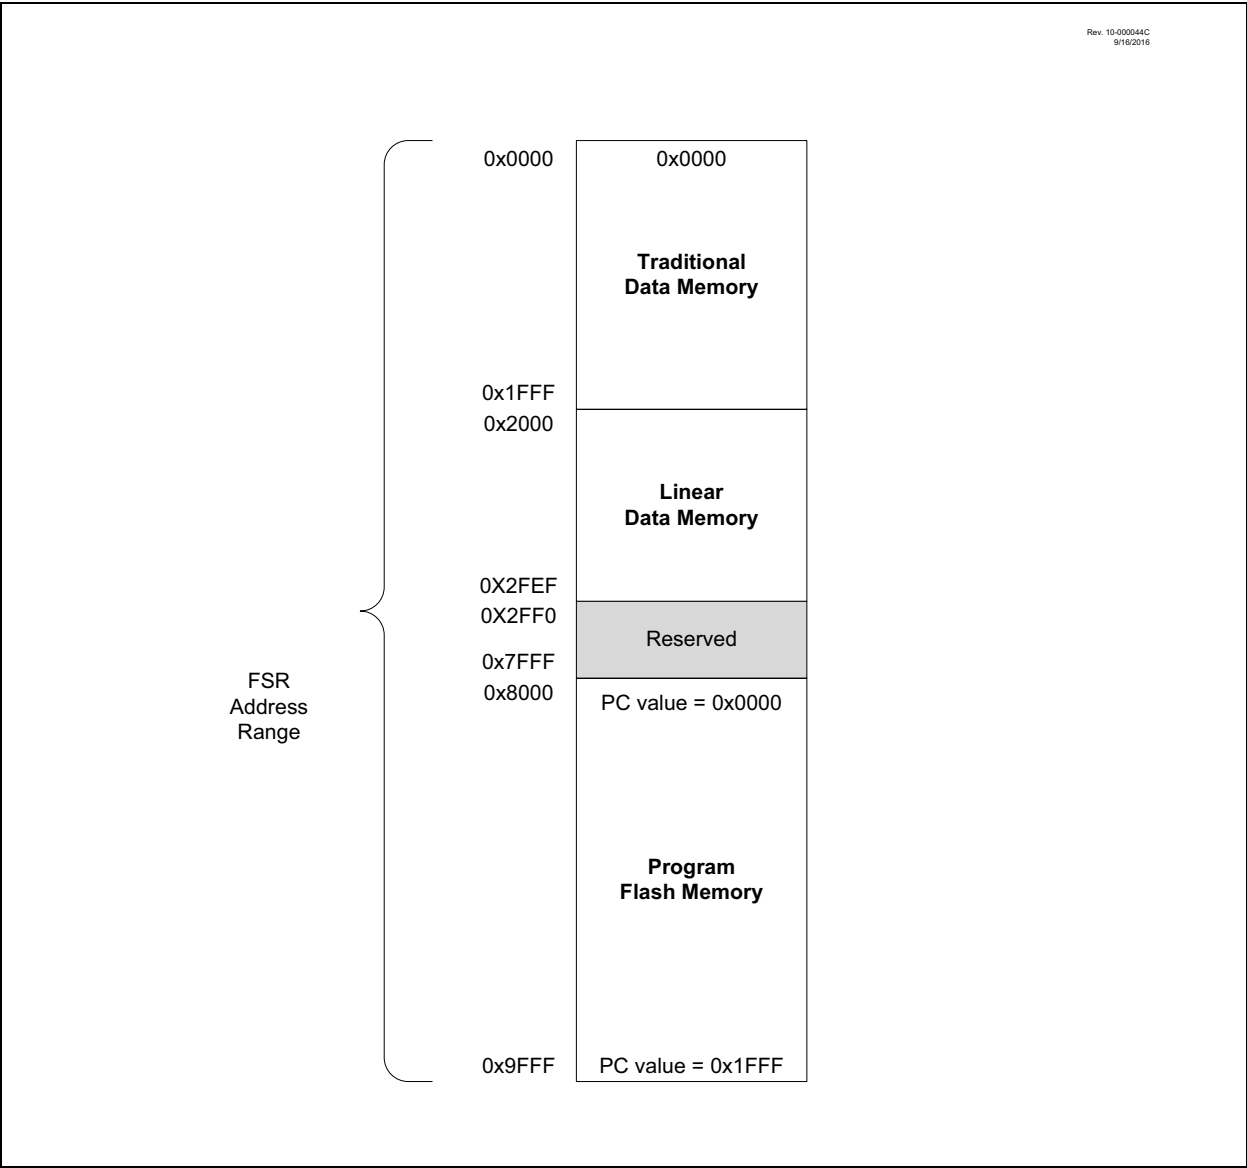 Rev. 10-000044C
9/16/2016
0x0000
0x0000
Traditional
Data Memory
0x1FFF
0x2000
Linear
Data Memory
0X2FEF
0X2FF0
Reserved
0x7FFF
0x8000
PC value = 0x0000
FSR
Address
Range
Program
Flash Memory
0x9FFF
PC value = 0x1FFF